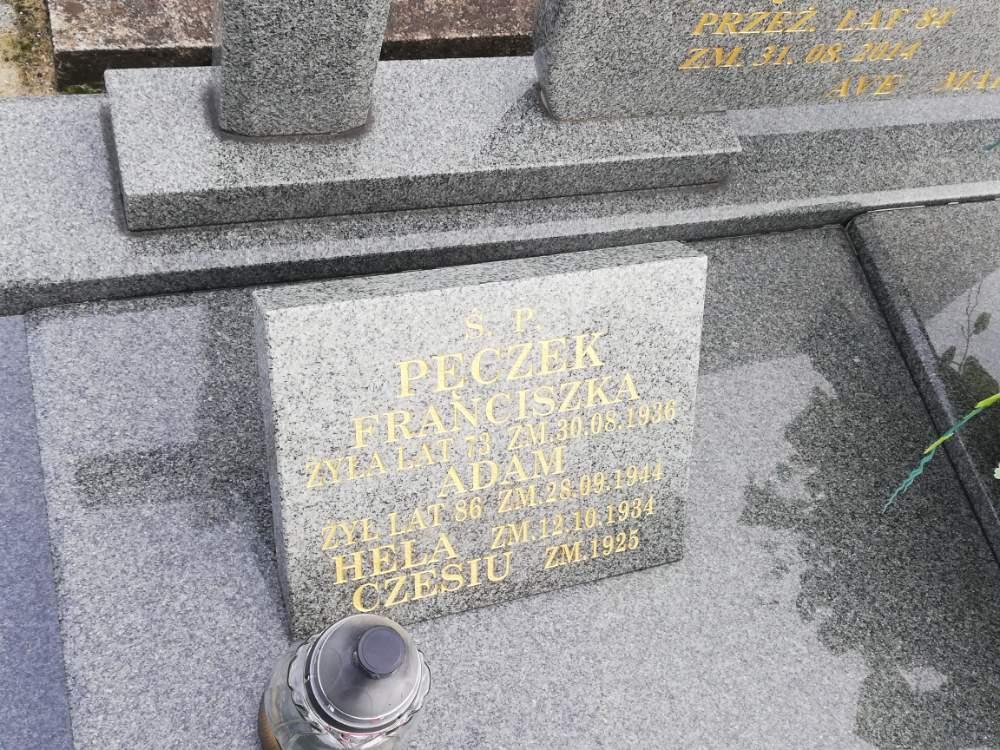 PRZEŻ. LAT 84
ZM. 31. 08. 2014
AVE
Ś. P.
PĘCZEK
FRANCISZKA
ŻYŁA LAT 73 ZM. 30.08.1936
ADAM
ŻYŁ LAT 86 ZM. 28.09.1944
HELA ZM. 12.10.1934
CZESIU ZM. 1925